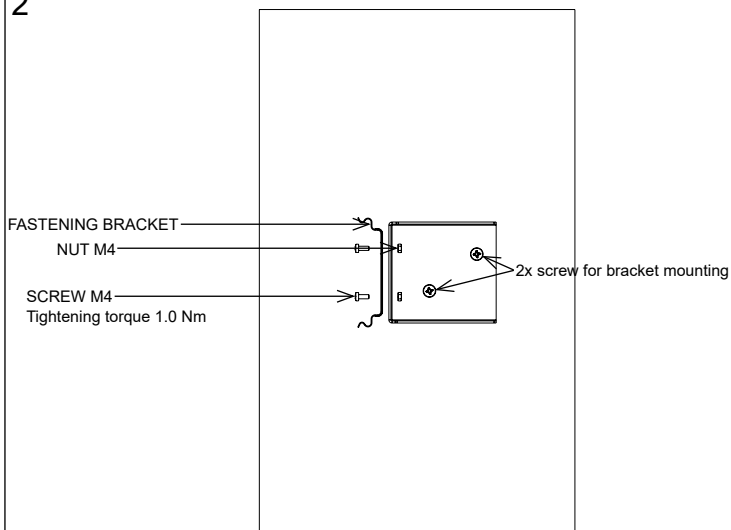 2
FASTENING BRACKET
NUT M4
2x screw for bracket mounting
SCREW M4
Tightening torque 1.0 Nm